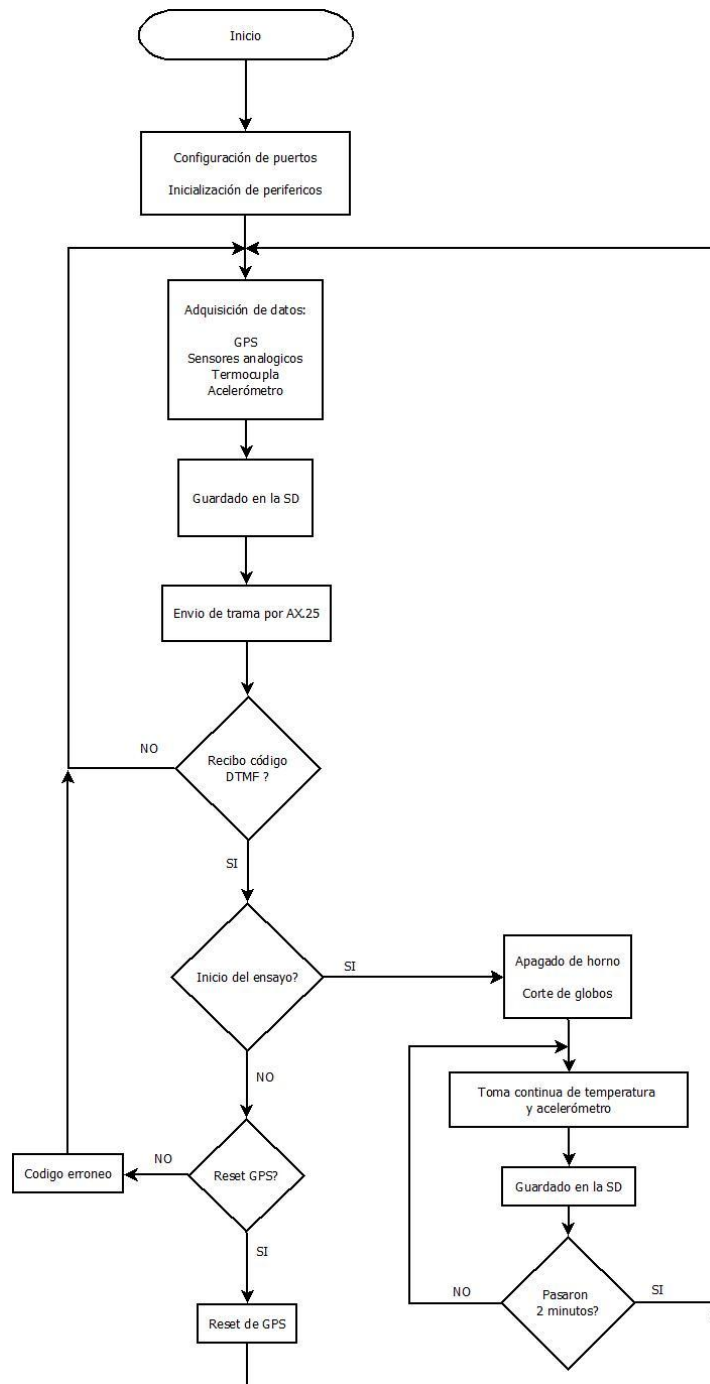 Inicio
Configuración de puertos
Inicialización de perifericos
Adquisición de datos:
GPS
Sensores analogicos
Termocupla
Acelerómetro
Guardado en la SD
Envio de trama por AX.25
Recibo código
DTMF ?
NO
SI
Inicio del ensayo?
SI
NO
Apagado de horno
Corte de globos
Toma continua de temperatura
y acelerómetro
Guardado en la SD
Pasaron
2 minutos?
NO
SI
Reset GPS?
NO
Codigo erroneo
SI
Reset de GPS